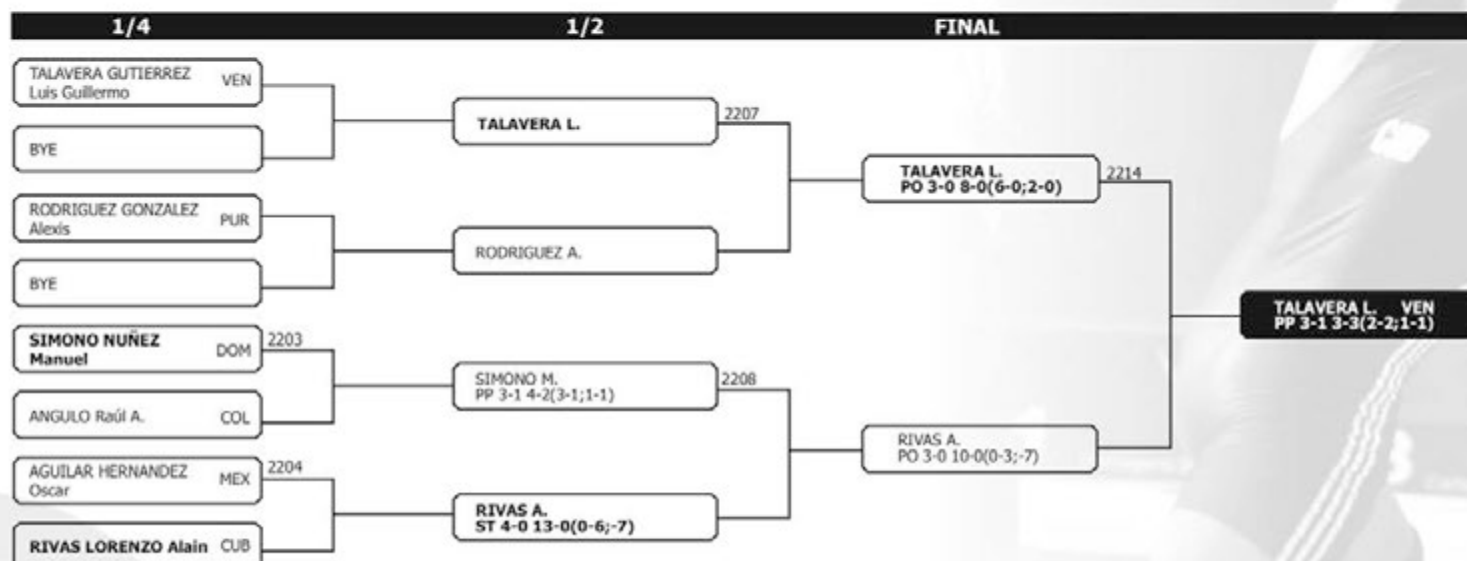 1/4 1/2 FINAL
TALAVERA GUTIERREZ VEN
Luis Guillermo
BYE
RODRIGUEZ GONZALEZ PUR
Alexis
BYE
SIMONO NUÑEZ DOM 2203
Manuel
ANGULO Raúl A. COL
AGUILAR HERNANDEZ MEX 2204
Oscar
RIVAS LORENZO Alain CUB
TALAVERA L. 2207
RODRIGUEZ A.
SIMONO M. 2208
PP 3-1 4-2(3-1;1-1)
RIVAS A.
ST 4-0 13-0(0-6;-7)
TALAVERA L. 2214
PO 3-0 8-0(6-0;2-0)
RIVAS A.
PO 3-0 10-0(0-3;-7)
TALAVERA L. VEN
PP 3-1 3-3(2-2;1-1)